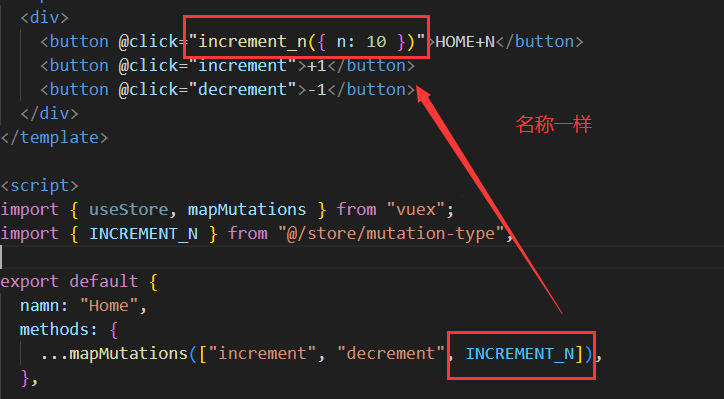 <div>
<button @click="increment_n({ n: 10 })">HOME+N</button>
<button @click="increment">+1</button>
<button @click="decrement">-1</button>
</div>
</template>
名称一样
<script>
import { useStore, mapMutations } from "vuex";
import { INCREMENT_N } from "@/store/mutation-type";
export default {
namn: "Home",
methods: {
...mapMutations(["increment", "decrement", INCREMENT_N]),
},